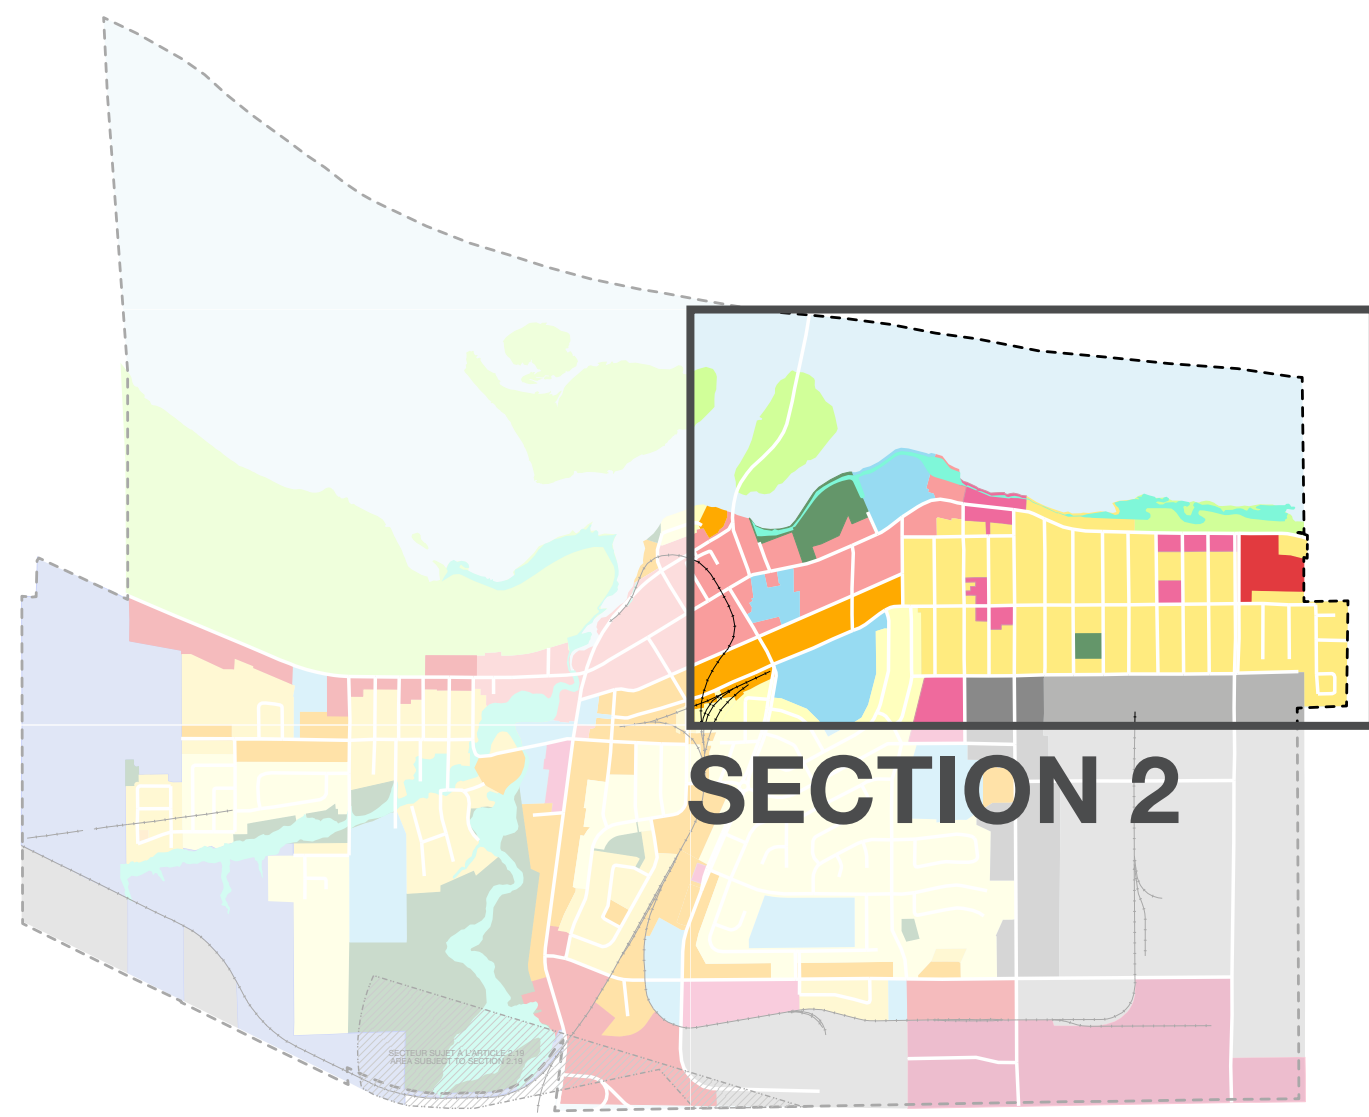 SECTION 2
SECTEUR SUJET À L'ARTICLE 2.19
AREA SUBJECT TO SECTION 2.19